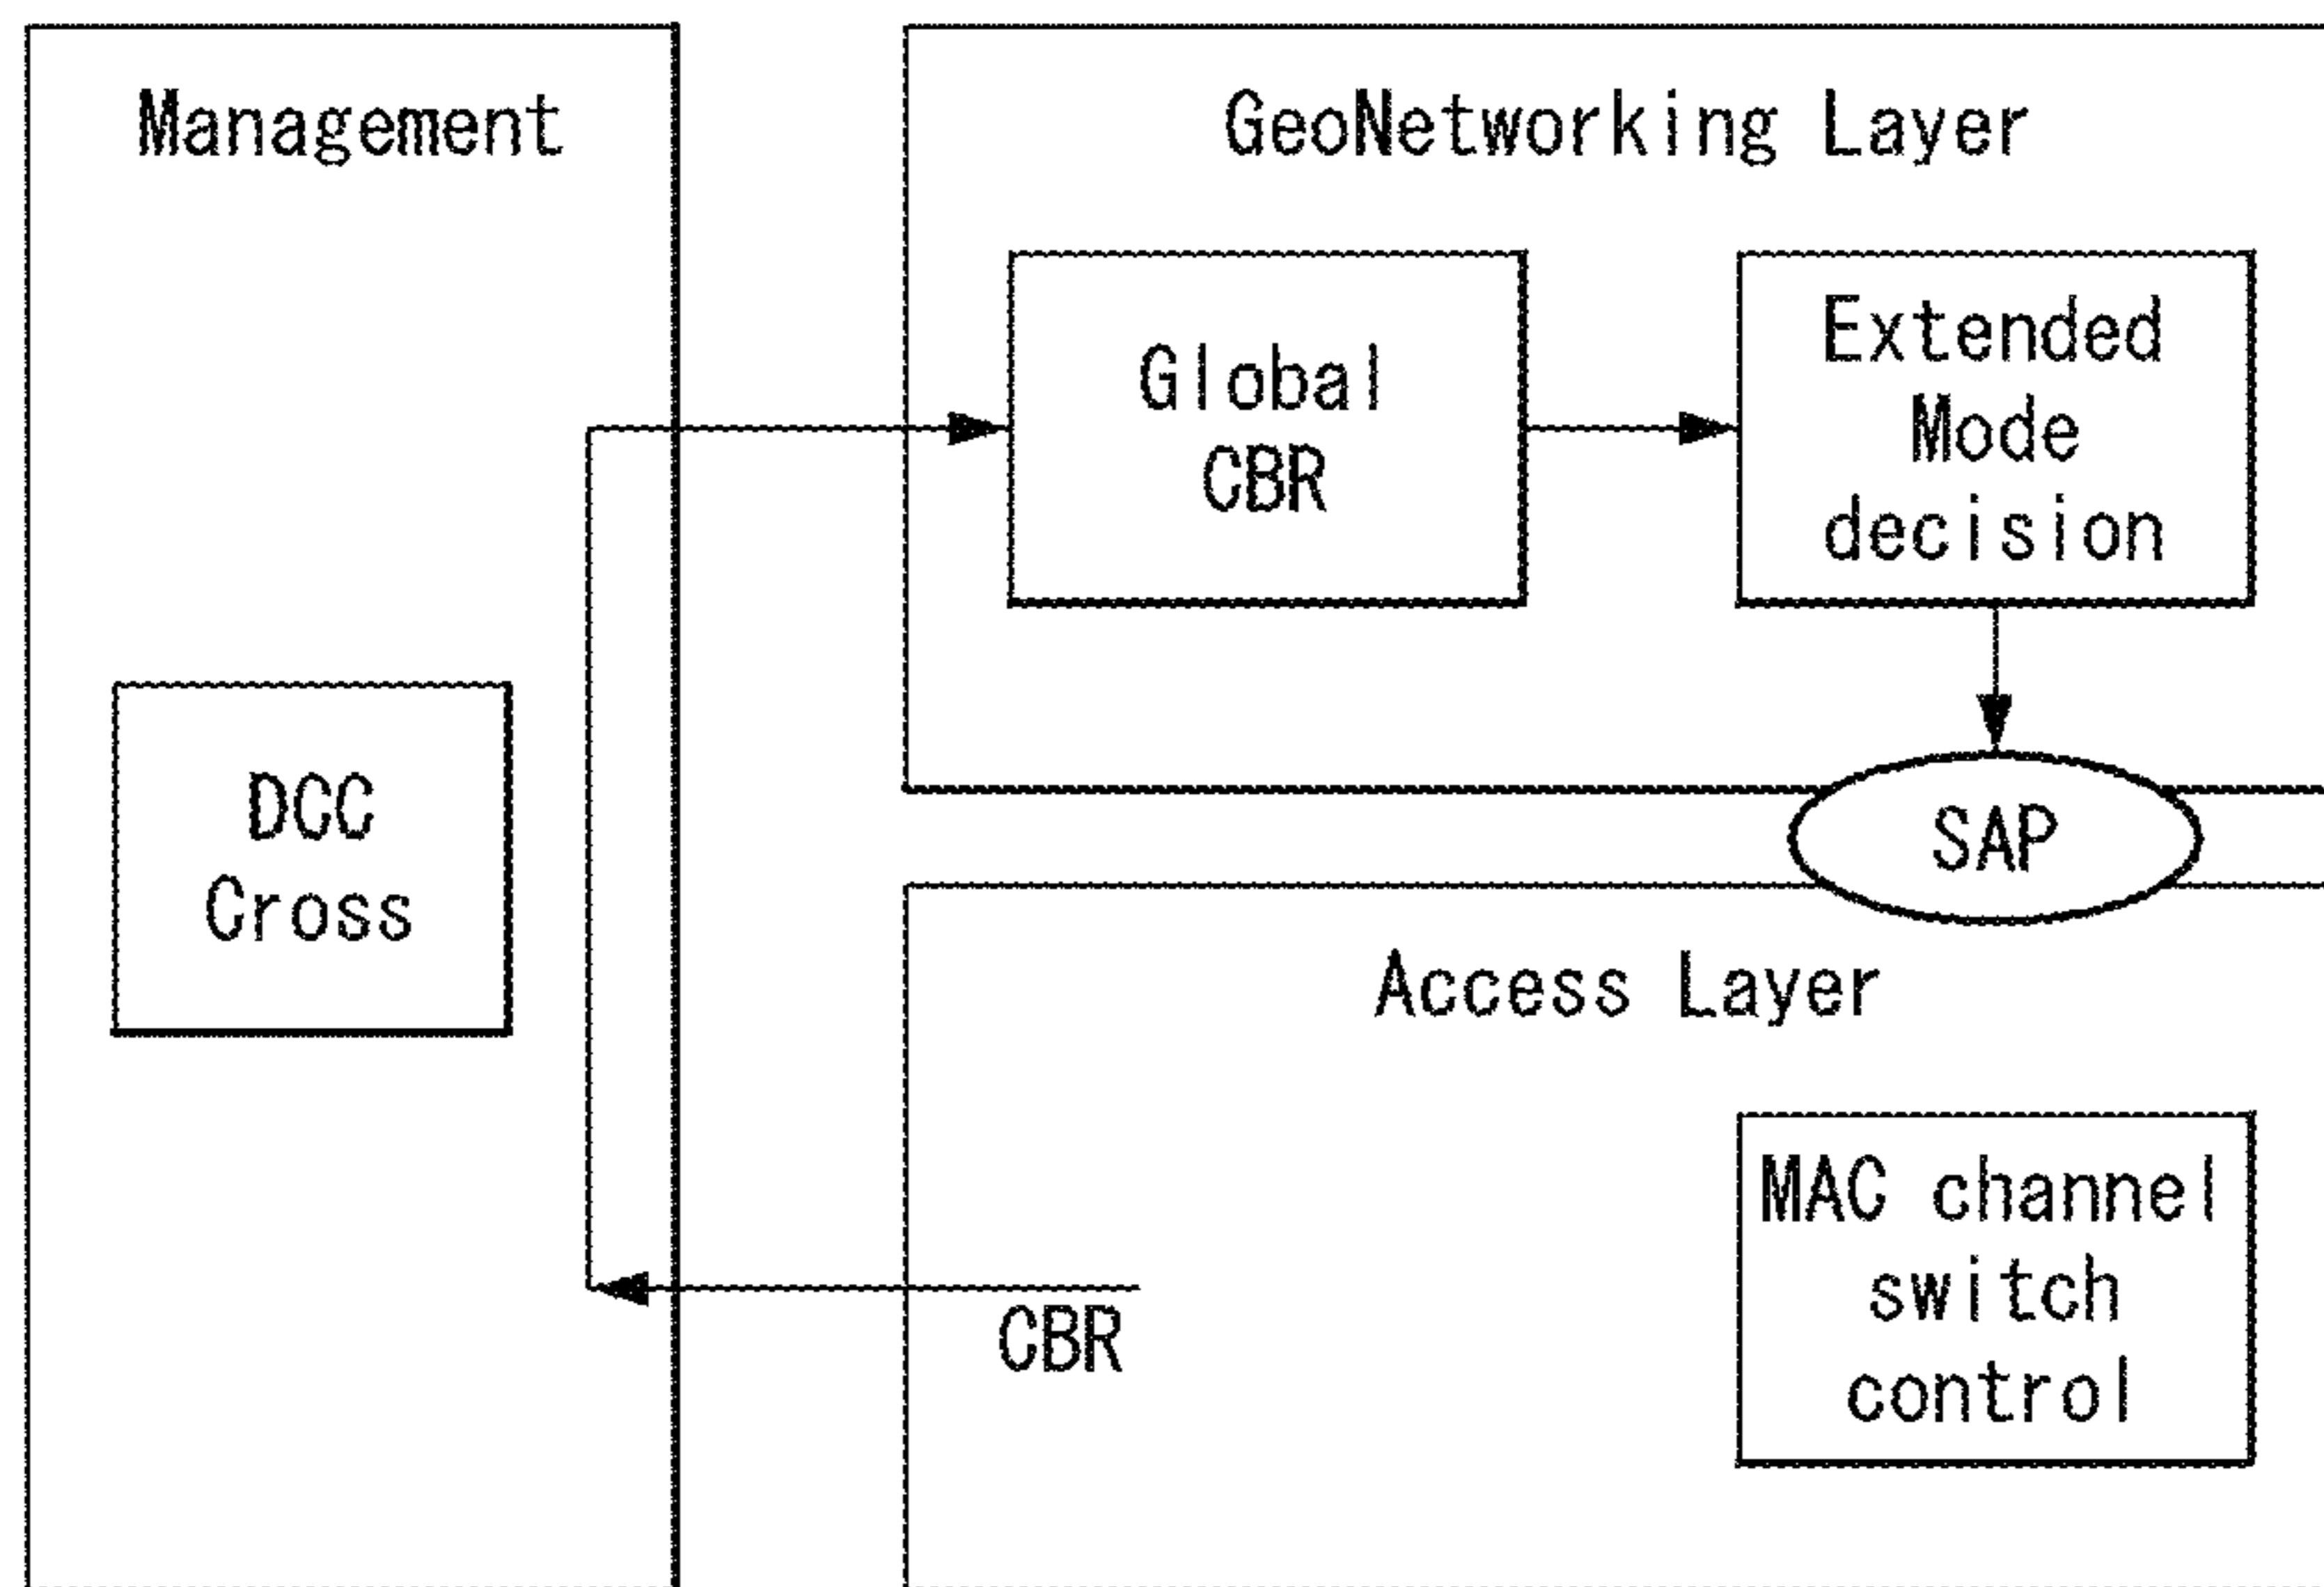 Management
GeoNetworking Layer
Global
CBR
Extended
Mode
decision
DCC
Cross
SAP
Access Layer
CBR
MAC channel
switch
control